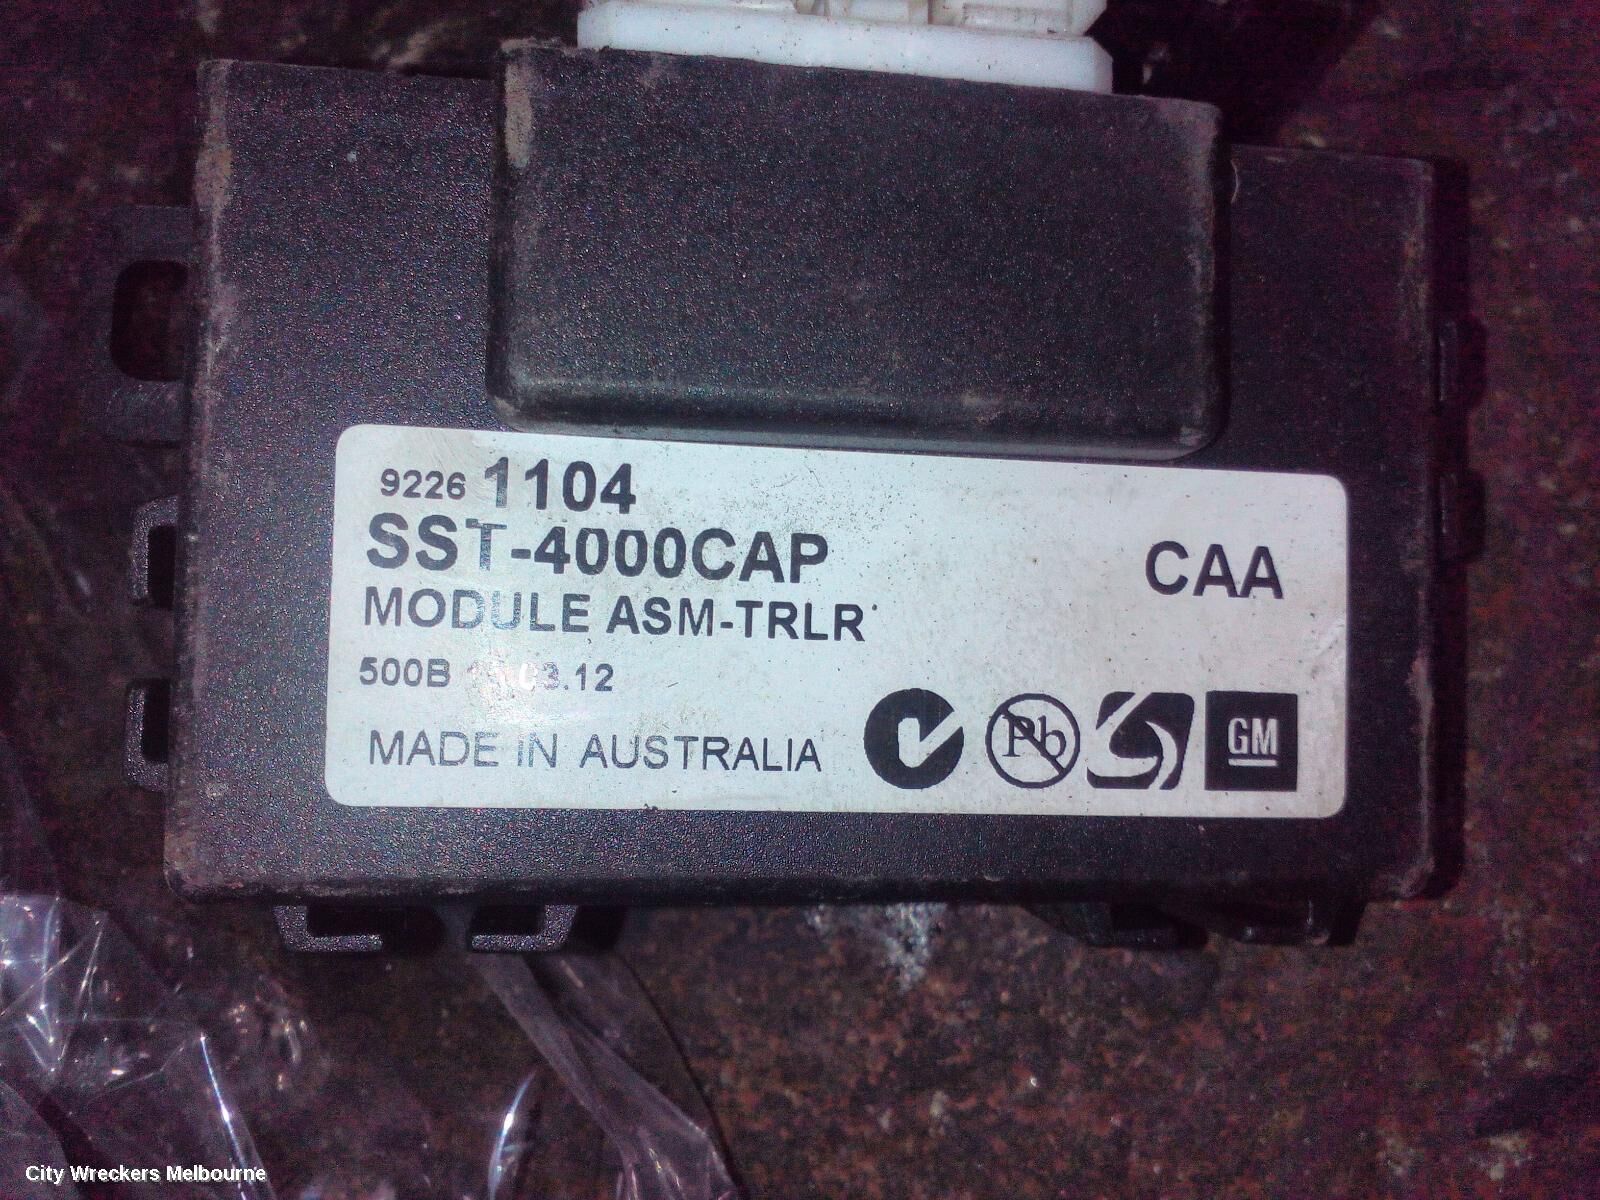 9226 1104
SST-4000CAP
CAA
MODULE ASM-TRLR
500B
MADE IN AUSTRALIA
Pb
GM
City Wreckers Melbourne